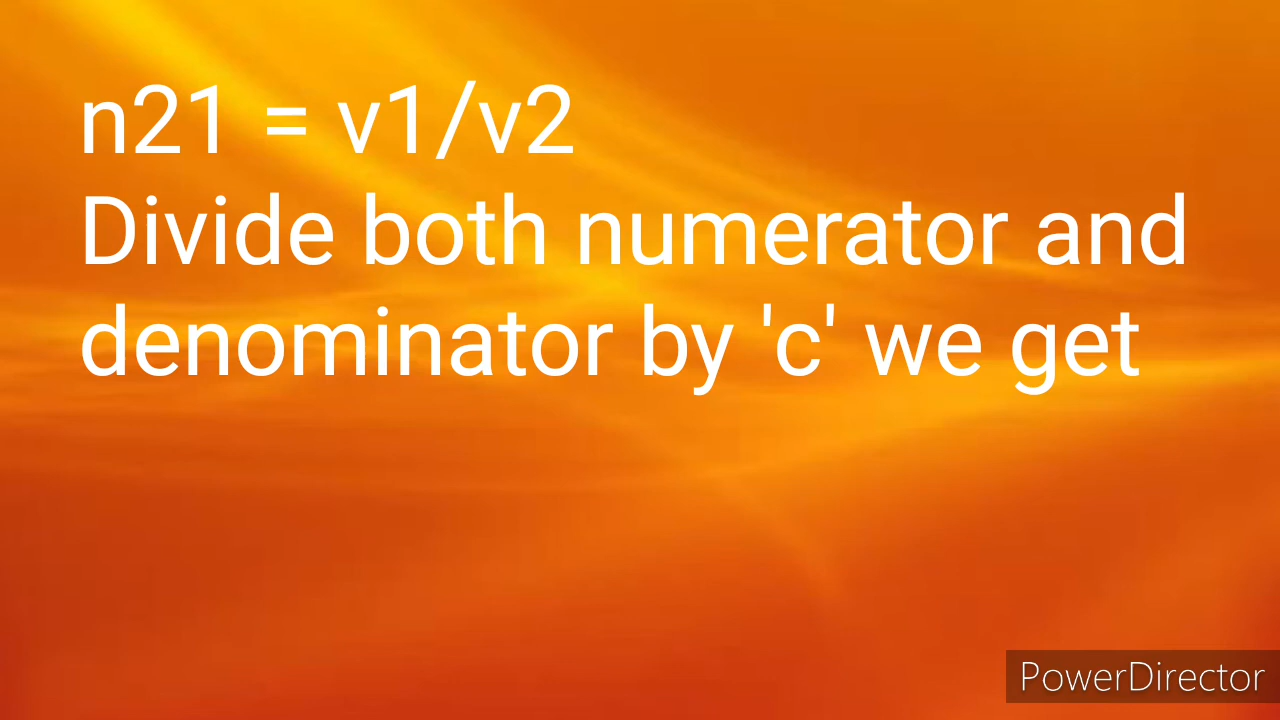 n21 = v1/v2
Divide both numerator and
denominator by 'c' we get
PowerDirector